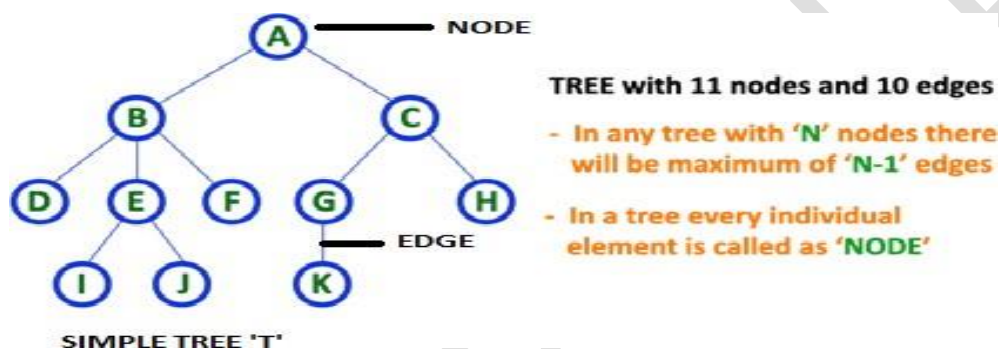 A
NODE
B
C
D
E
F
G
H
EDGE
I
J
K
SIMPLE TREE 'T'
TREE with 11 nodes and 10 edges
- In any tree with ‘N’ nodes there
will be maximum of ‘N-1’ edges
- In a tree every individual
element is called as ‘NODE’